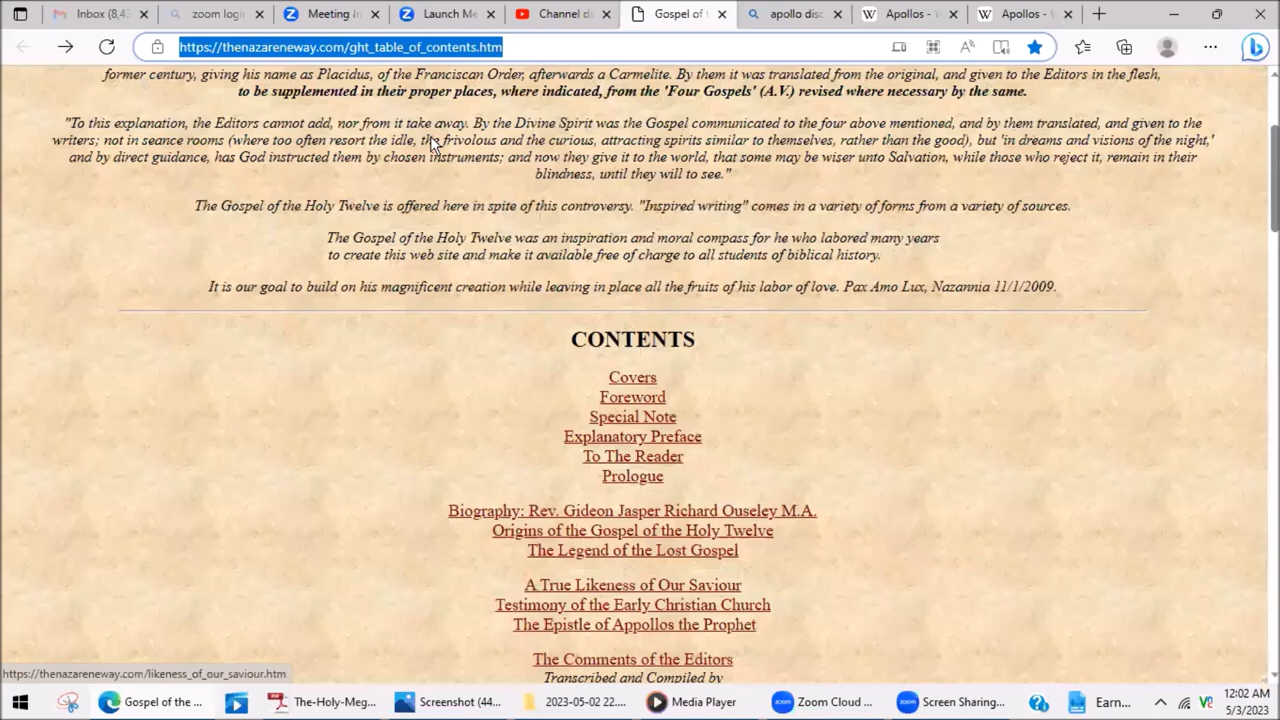 Inbox (8,43
zoom logi
Meeting i
Launch Me
Channel da
Gospel of t
apollo disc
Apollos -
Apollos -
https://thenazareneway.com/ght_table_of_contents.htm
former century, giving his name as Placidus, of the Franciscan Order, afterwards a Carmelite. By them it was translated from the original, and given to the Editors in the flesh,
to be supplemented in their proper places, where indicated, from the 'Four Gospels' (A.V.) revised where necessary by the same.
"To this explanation, the Editors cannot add, nor from it take away. By the Divine Spirit was the Gospel communicated to the four above mentioned, and by them translated, and given to the
writers; not in seance rooms (where too often resort the idle, the frivolous and the curious, attracting spirits similar to themselves, rather than the good), but 'in dreams and visions of the night,'
and by direct guidance, has God instructed them by chosen instruments; and now they give it to the world, that some may be wiser unto Salvation, while those who reject it, remain in their
blindness, until they will to see."
The Gospel of the Holy Twelve is offered here in spite of this controversy. "Inspired writing" comes in a variety of forms from a variety of sources.
The Gospel of the Holy Twelve was an inspiration and moral compass for he who labored many years
to create this web site and make it available free of charge to all students of biblical history.
It is our goal to build on his magnificent creation while leaving in place all the fruits of his labor of love. Pax Amo Lux, Nazannia 11/1/2009.
CONTENTS
Covers
Foreword
Special Note
Explanatory Preface
To The Reader
Prologue
Biography: Rev. Gideon Jasper Richard Ouseley M.A.
Origins of the Gospel of the Holy Twelve
The Legend of the Lost Gospel
A True Likeness of Our Saviour
Testimony of the Early Christian Church
The Epistle of Appollos the Prophet
The Comments of the Editors
Transcribed and Compiled by
https://thenazareneway.com/likeness_of_our_saviour.htm
Gospel of the ...
The-Holy-Meg...
Screenshot (44...
2023-05-02 22....
Media Player
Zoom Cloud ...
Screen Sharing...
Earn...
12:02 AM
5/3/2023